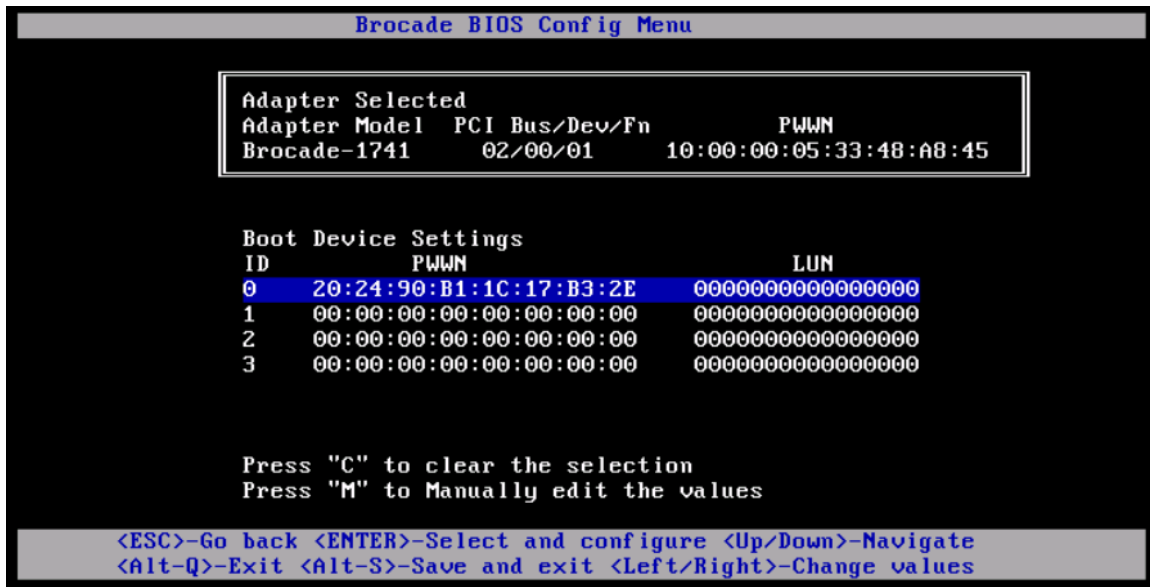 Brocade BIOS Config Menu
Adapter Selected
Adapter Model PCI Bus/Dev/Fn PWWN
Brocade-1741 02/00/01 10:00:00:05:33:48:A8:45
Boot Device Settings
ID PWWN LUN
0 20:24:90:B1:1C:17:B3:2E 0000000000000000
1 00:00:00:00:00:00:00:00 0000000000000000
2 00:00:00:00:00:00:00:00 0000000000000000
3 00:00:00:00:00:00:00:00 0000000000000000
Press "C" to clear the selection
Press "M" to Manually edit the values
<ESC>-Go back <ENTER>-Select and configure <Up/Down>-Navigate
<Alt-Q>-Exit <Alt-S>-Save and exit <Left/Right>-Change values